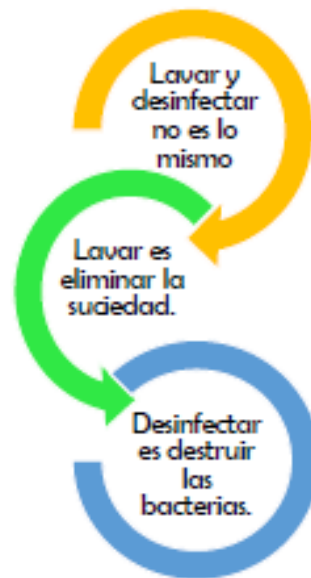 Lavar y
desinfectar
no es lo
mismo
Lavar es
eliminar la
suciedad.
Desinfectar
es destruir
las
bacterias.